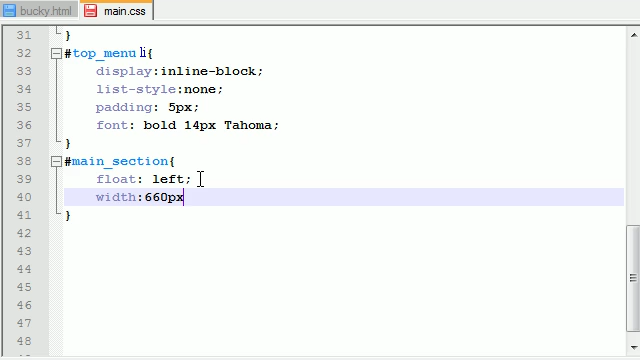 bucky.html main.css
31 }
32 #top_menu li{
33 display:inline-block;
34 list-style:none;
35 padding: 5px;
36 font: bold 14px Tahoma;
37 }
38 #main_section{
39 float: left;
40 width:660px
41 }
42
43
44
45
46
47
48